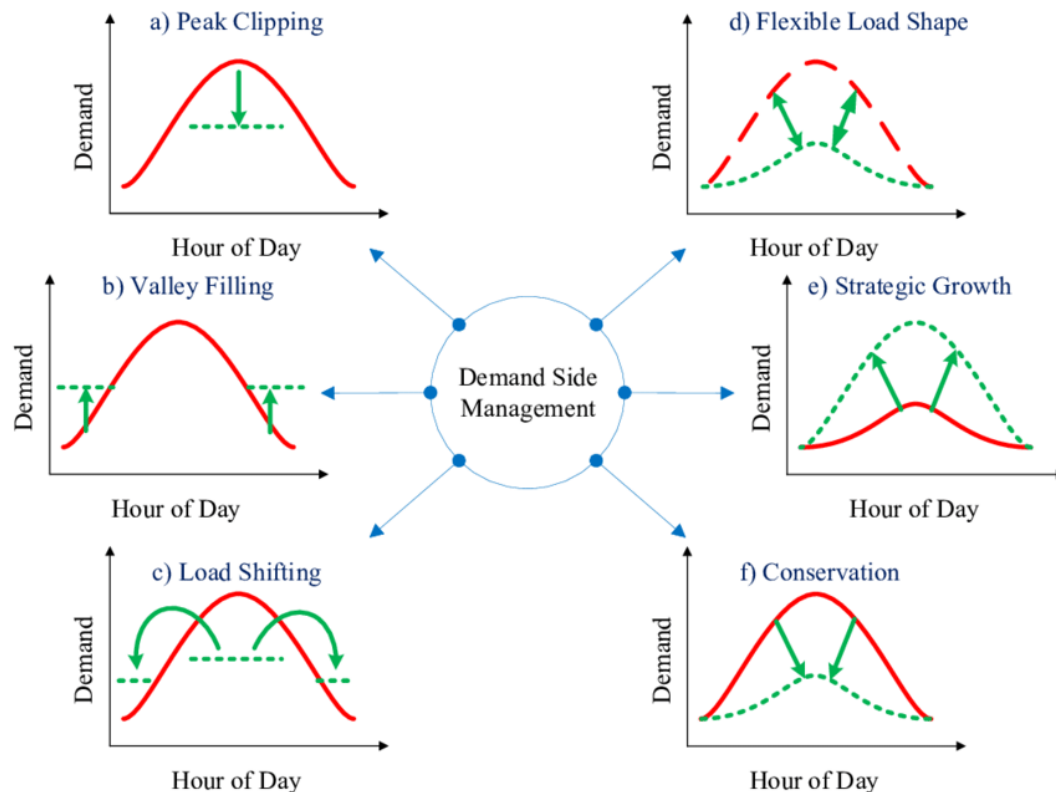 a) Peak Clipping
Demand
Hour of Day
b) Valley Filling
Demand
Hour of Day
c) Load Shifting
Demand
Hour of Day
Demand Side
Management
d) Flexible Load Shape
Demand
Hour of Day
e) Strategic Growth
Demand
Hour of Day
f) Conservation
Demand
Hour of Day